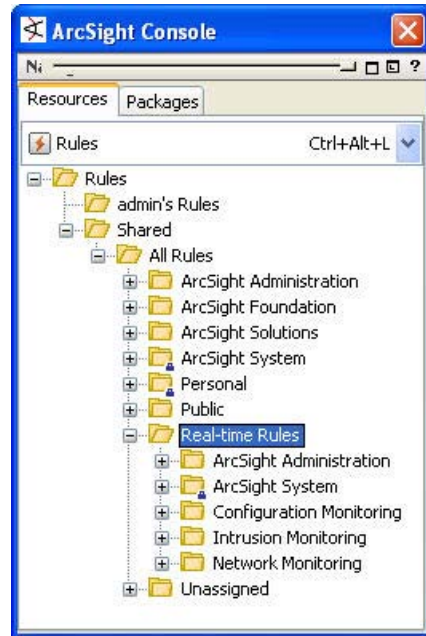 ArcSight Console
?
Resources Packages
Rules Ctrl+Alt+L
Rules
admin's Rules
Shared
All Rules
ArcSight Administration
ArcSight Foundation
ArcSight Solutions
ArcSight System
Personal
Public
Real-time Rules
ArcSight Administration
ArcSight System
Configuration Monitoring
Intrusion Monitoring
Network Monitoring
Unassigned